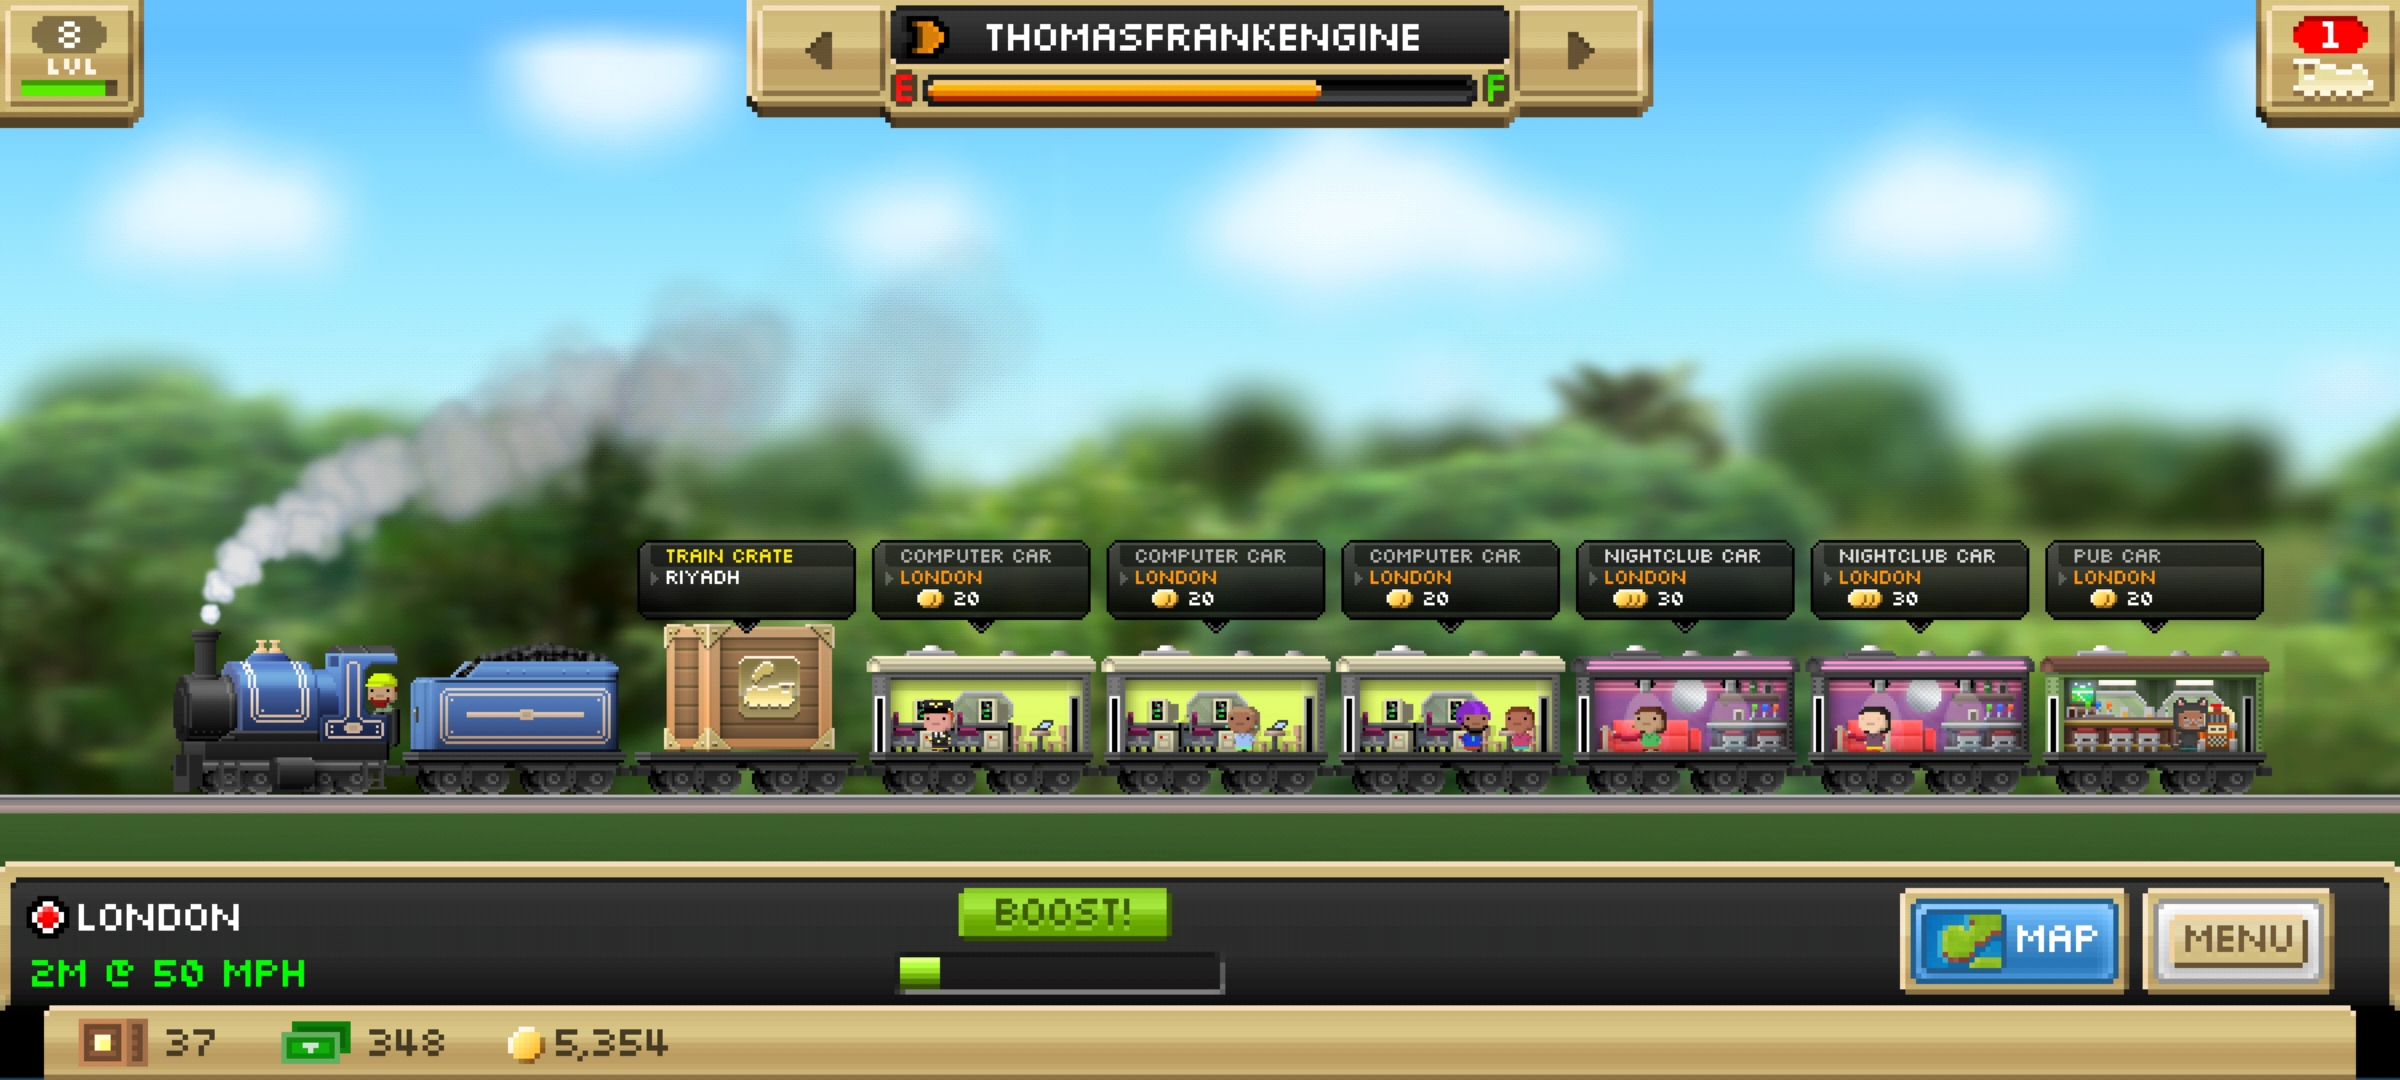 8
LVL
THOMASFRANKENGINE
E F
1
TRAIN CRATE
RIYADH
COMPUTER CAR
LONDON
20
COMPUTER CAR
LONDON
20
COMPUTER CAR
LONDON
20
NIGHTCLUB CAR
LONDON
30
NIGHTCLUB CAR
LONDON
30
PUB CAR
LONDON
20
LONDON
2M @ 50 MPH
BOOST!
MAP
MENU
37
348
5,354